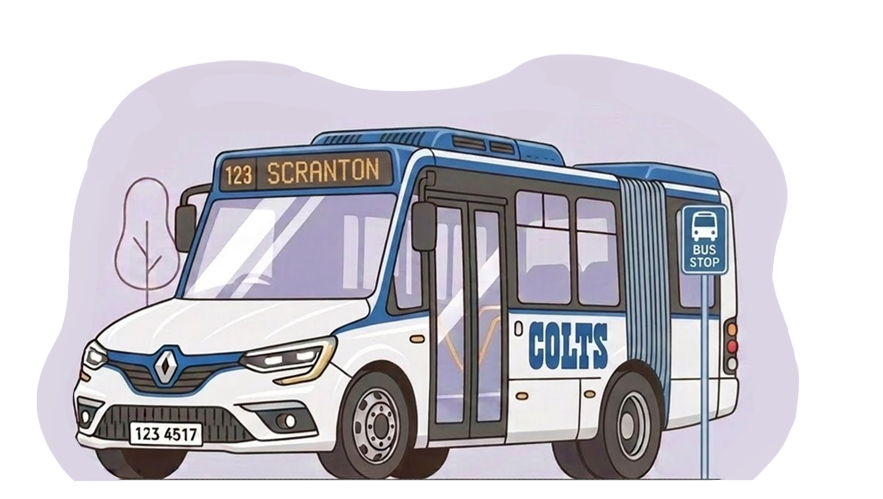 123 SCRANTON
BUS
STOP
COLTS
123 4517